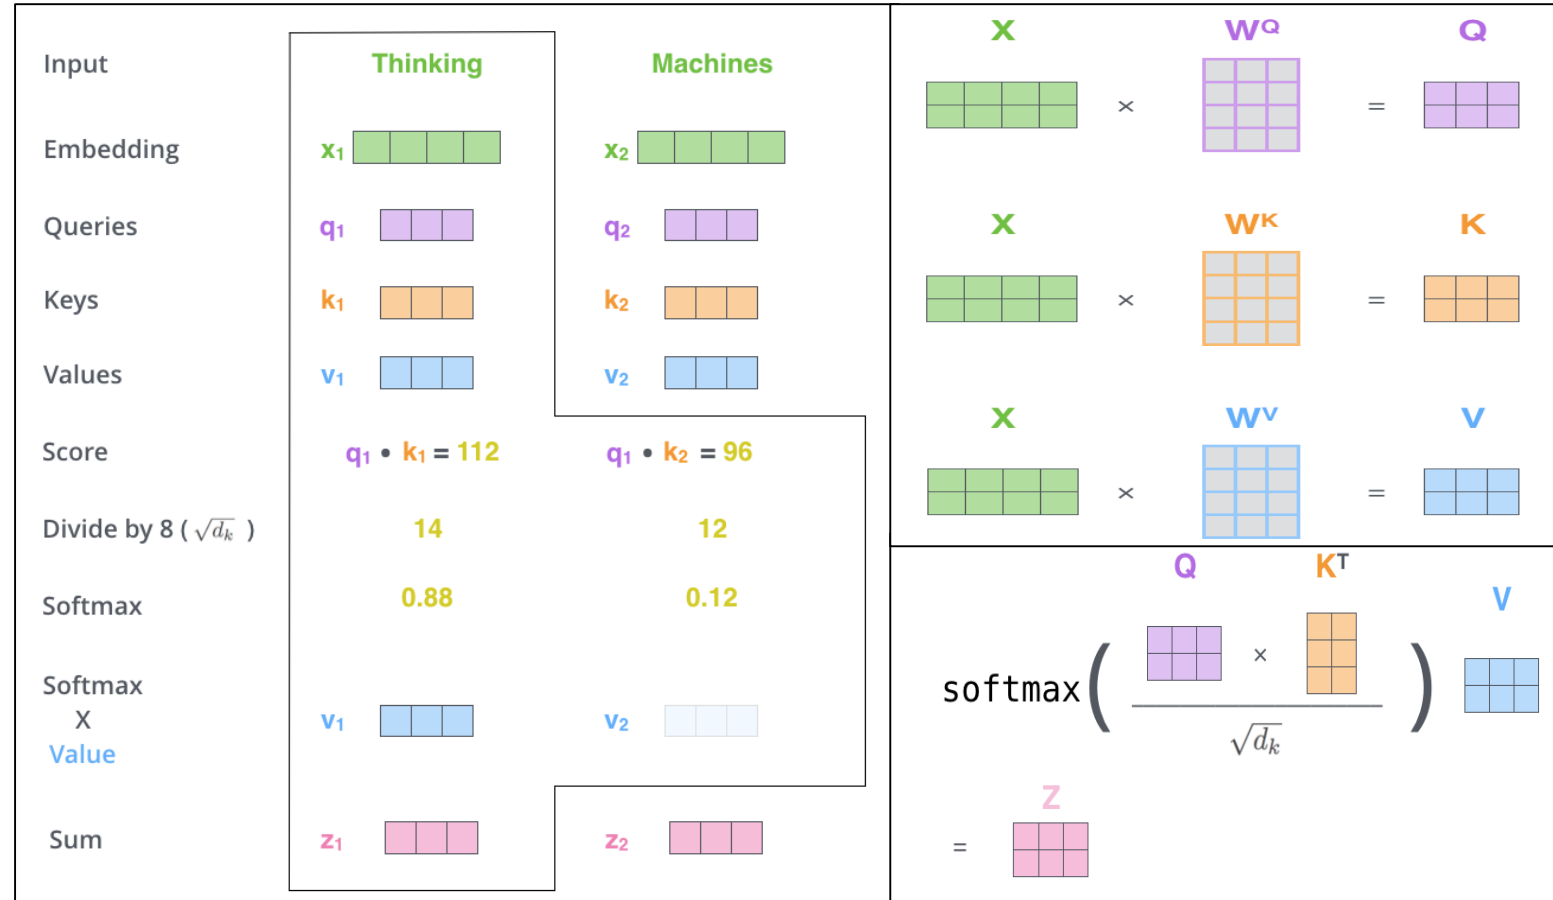 Input Thinking Machines
Embedding x₁ x₂
Queries q₁ q₂
Keys k₁ k₂
Values v₁ v₂
Score q₁ • k₁ = 112 q₁ • k₂ = 96
Divide by 8 ( √dₖ ) 14 12
Softmax 0.88 0.12
Softmax
X v₁ v₂
Value
Sum z₁ z₂
X Wᵠ Q
× =
X Wᴷ K
× =
X Wⱽ V
× =
Q Kᵀ
V
×
softmax( )
√dₖ
Z
=